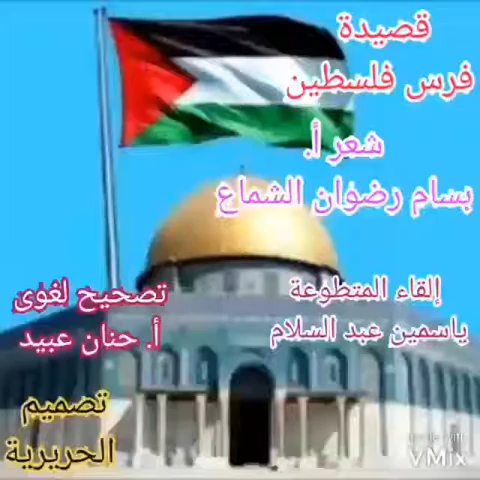 قصيدة
فرس فلسطين
شعر أ.
بسام رضوان الشماع
إلقاء المتطوعة
ياسمين عبد السلام
تصحيح لغوى
أ. حنان عبيد
تصميم
الحريرية
VMix